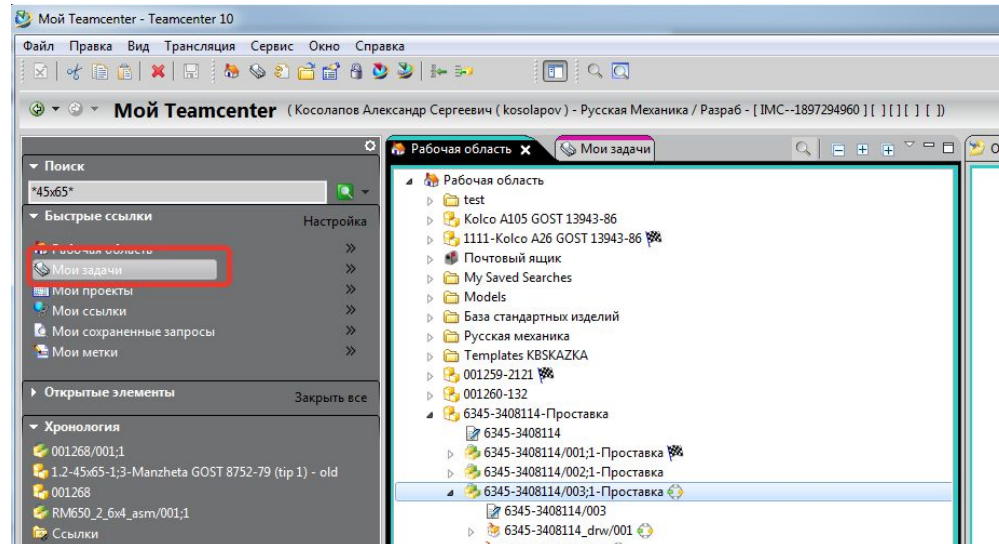 Мой Teamcenter - Teamcenter 10
Файл Правка Вид Трансляция Сервис Окно Справка
Мой Teamcenter ( Косолапов Александр Сергеевич ( kosolapov ) - Русская Механика / Разраб - [ IMC--1897294960 ] [ ] [ ] [ ] [ ])
Поиск
*45x65*
Быстрые ссылки Настройка
Рабочая область
Мои задачи
Мои проекты
Мои ссылки
Мои сохраненные запросы
Мои метки
Открытые элементы Закрыть все
Хронология
001268/001;1
1.2-45x65-1;3-Manzheta GOST 8752-79 (tip 1) - old
001268
RM650_2_6x4_asm/001;1
Ссылки
Рабочая область Мои задачи
Рабочая область
test
Kolco A105 GOST 13943-86
1111-Kolco A26 GOST 13943-86
Почтовый ящик
My Saved Searches
Models
База стандартных изделий
Русская механика
Templates KBSKAZKA
001259-2121
001260-132
6345-3408114-Проставка
6345-3408114
6345-3408114/001;1-Проставка
6345-3408114/002;1-Проставка
6345-3408114/003;1-Проставка
6345-3408114/003
6345-3408114_drw/001